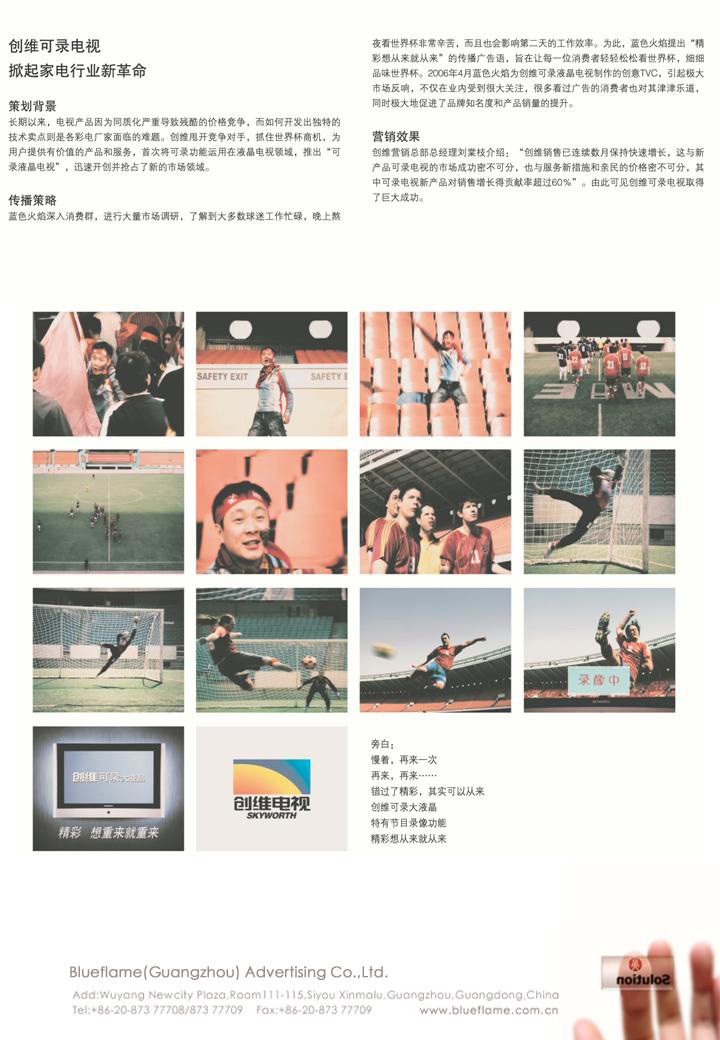 创维可录电视
掀起家电行业新革命
策划背景
长期以来，电视产品因为同质化严重导致残酷的价格竞争，而如何开发出独特的
技术卖点则是各彩电厂家面临的难题。创维甩开竞争对手，抓住世界杯商机，为
用户提供有价值的产品和服务，首次将可录功能运用在液晶电视领域，推出“可
录液晶电视”，迅速开创并抢占了新的市场领域。
传播策略
蓝色火焰深入消费群，进行大量市场调研，了解到大多数球迷工作忙碌，晚上熬
夜看世界杯非常辛苦，而且也会影响第二天的工作效率。为此，蓝色火焰提出“精
彩想从来就从来”的传播广告语，旨在让每一位消费者轻轻松松看世界杯，细细
品味世界杯。2006年4月蓝色火焰为创维可录液晶电视制作的创意TVC，引起极大
市场反响，不仅在业内受到很大关注，很多看过广告的消费者也对其津津乐道，
同时极大地促进了品牌知名度和产品销量的提升。
营销效果
创维营销总部总经理刘棠枝介绍：“创维销售已连续数月保持快速增长，这与新
产品可录电视的市场成功密不可分，也与服务新措施和亲民的价格密不可分，其
中可录电视新产品对销售增长得贡献率超过60%”。由此可见创维可录电视取得
了巨大成功。
SAFETY EXIT
SAFETY E
21
11
12
录像中
创维可录大液晶
精彩 想重来就重来
创维电视
SKYWORTH
旁白：
慢着，再来一次
再来，再来……
错过了精彩，其实可以从来
创维可录大液晶
特有节目录像功能
精彩想从来就从来
Blueflame(Guangzhou) Advertising Co.,Ltd.
Add:Wuyang Newcity Plaza,Room111-115,Siyou Xinmalu,Guangzhou,Guangdong,China
Tel:+86-20-873 77708/873 77709 Fax:+86-20-873 77709 www.blueflame.com.cn
Solution